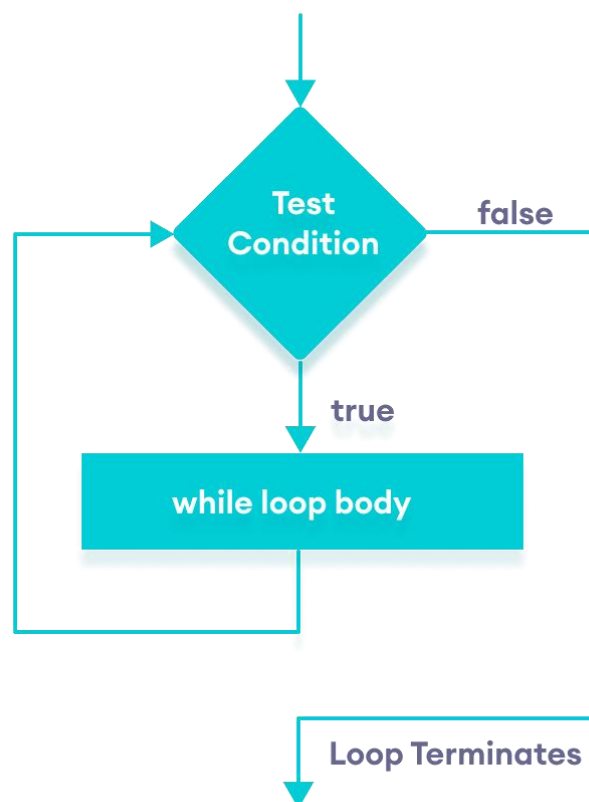 Test
Condition
false
true
while loop body
Loop Terminates